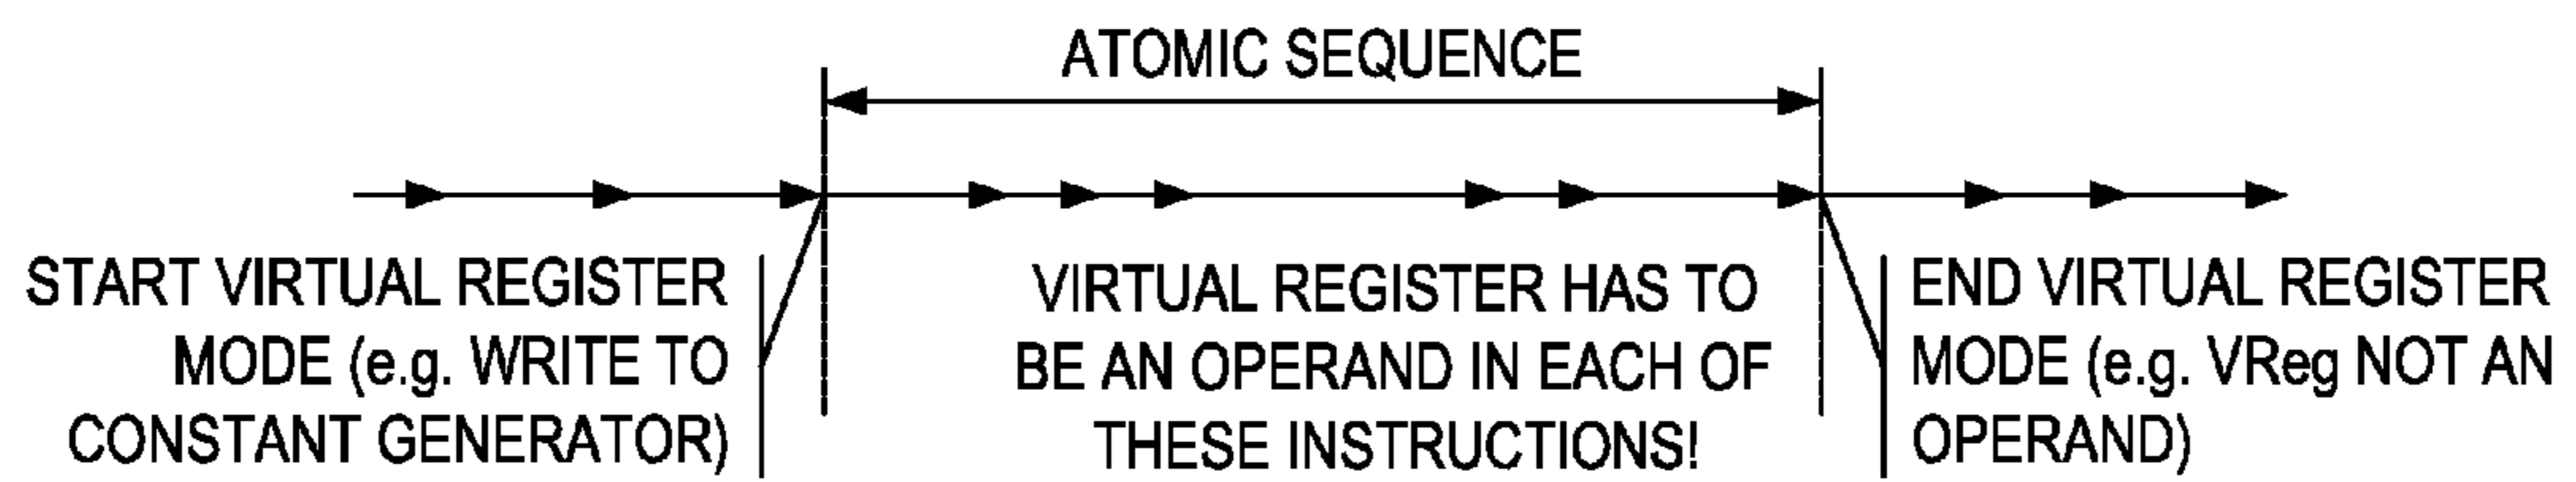 ATOMIC SEQUENCE
START VIRTUAL REGISTER
MODE (e.g. WRITE TO
CONSTANT GENERATOR)
VIRTUAL REGISTER HAS TO
BE AN OPERAND IN EACH OF
THESE INSTRUCTIONS!
END VIRTUAL REGISTER
MODE (e.g. VReg NOT AN
OPERAND)